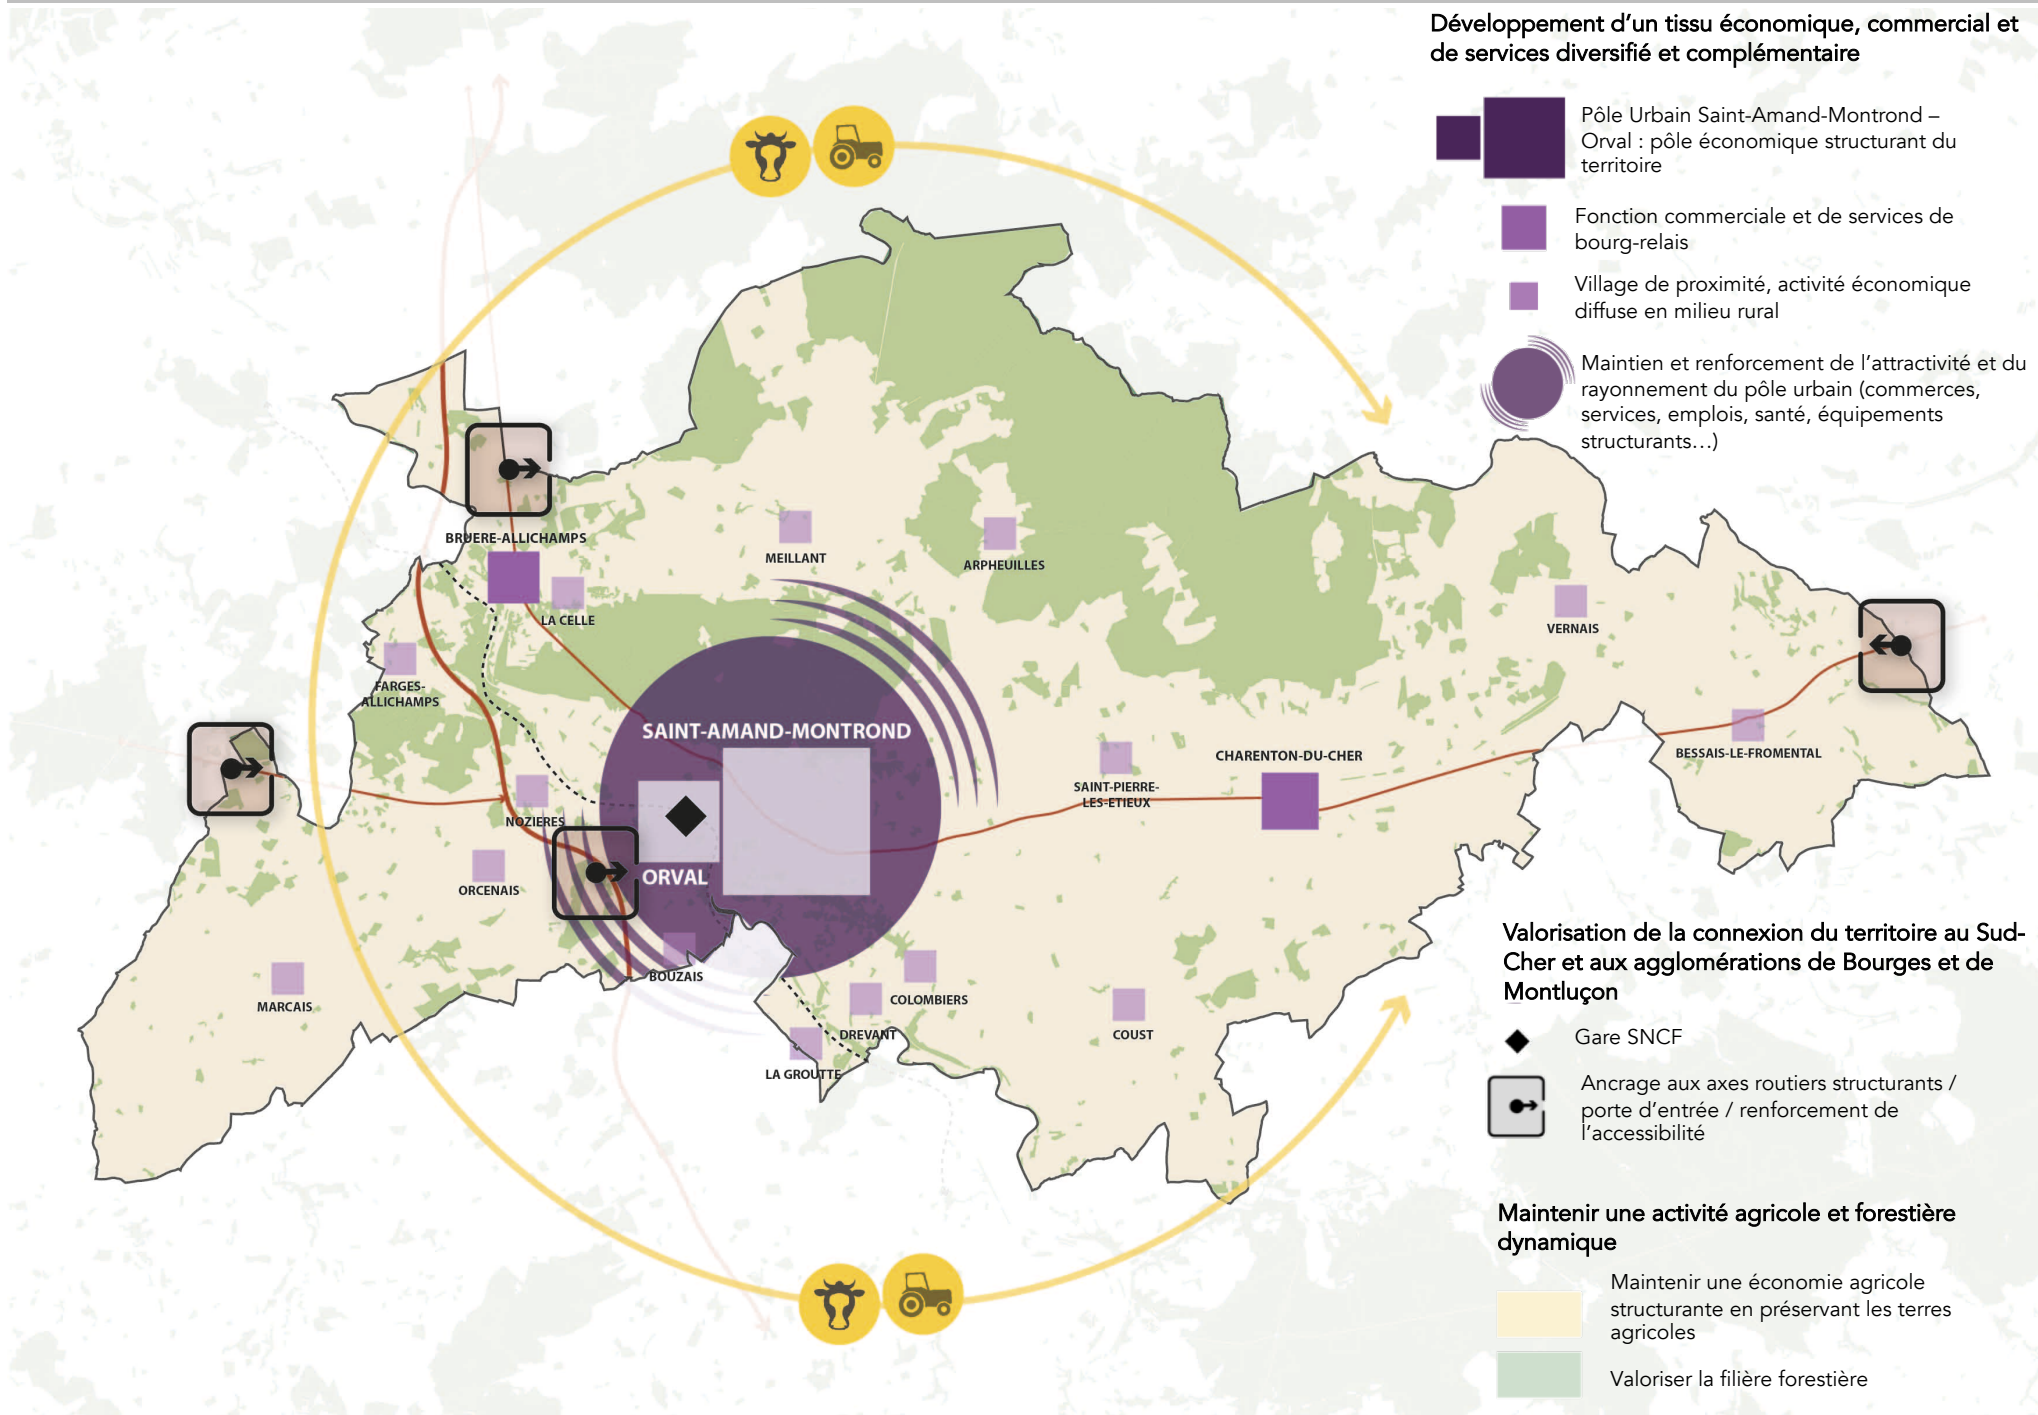 Développement d'un tissu économique, commercial et
de services diversifié et complémentaire
Pôle Urbain Saint-Amand-Montrond –
Orval : pôle économique structurant du
territoire
Fonction commerciale et de services de
bourg-relais
Village de proximité, activité économique
diffuse en milieu rural
Maintien et renforcement de l'attractivité et du
rayonnement du pôle urbain (commerces,
services, emplois, santé, équipements
structurants…)
BRUERE-ALLICHAMPS
MEILLANT
ARPHEUILLES
LA CELLE
VERNAIS
FARGES-
ALLICHAMPS
SAINT-AMAND-MONTROND
CHARENTON-DU-CHER
BESSAIS-LE-FROMENTAL
SAINT-PIERRE-
LES-ETIEUX
NOZIERES
ORVAL
ORCENAIS
BOUZAIS
MARCAIS
COLOMBIERS
DREVANT
COUST
LA GROUTTE
Valorisation de la connexion du territoire au Sud-
Cher et aux agglomérations de Bourges et de
Montluçon
Gare SNCF
Ancrage aux axes routiers structurants /
porte d'entrée / renforcement de
l'accessibilité
Maintenir une activité agricole et forestière
dynamique
Maintenir une économie agricole
structurante en préservant les terres
agricoles
Valoriser la filière forestière